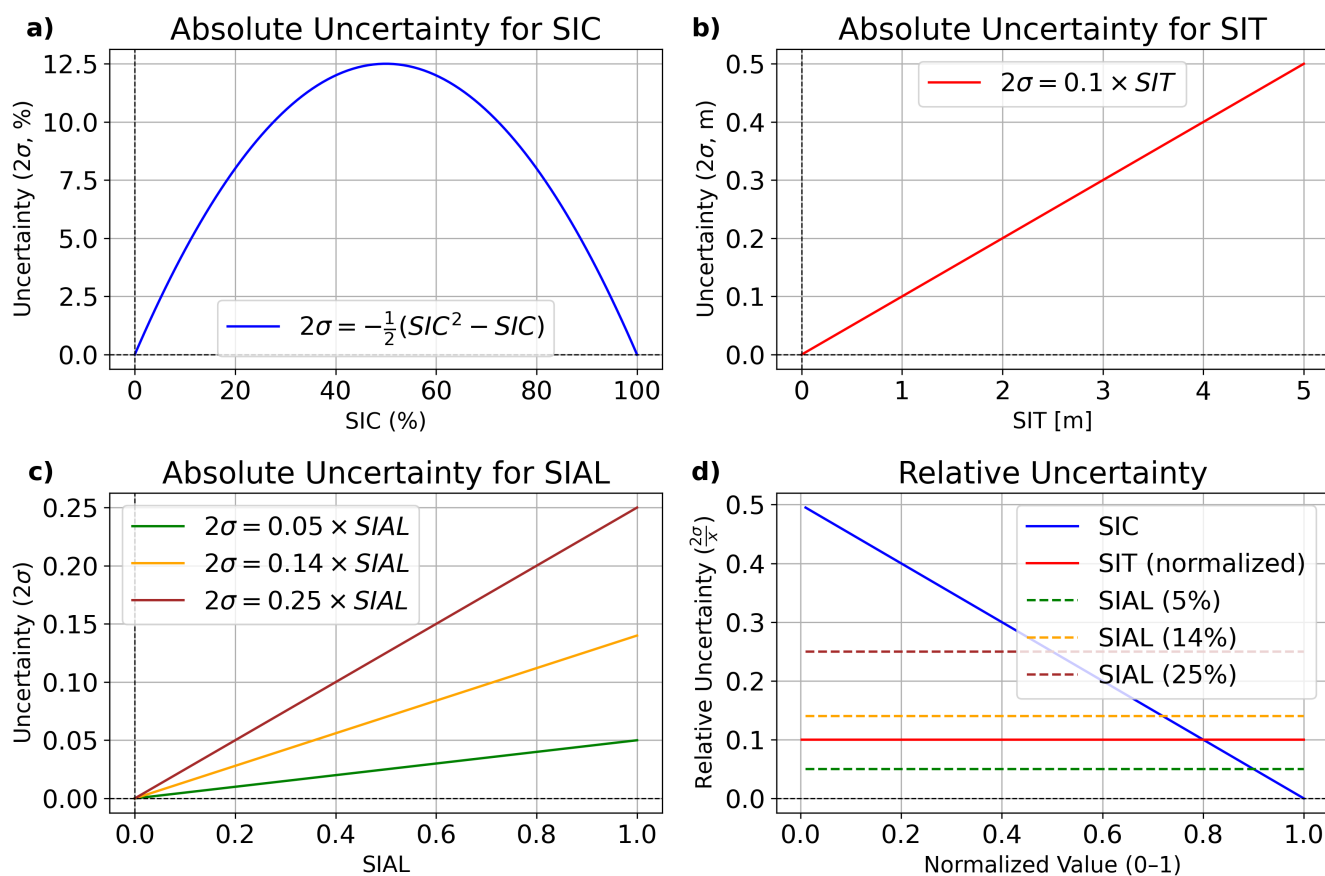 a)
Absolute Uncertainty for SIC
Uncertainty (2σ, %)
12.5
10.0
7.5
5.0
2.5
0.0
2σ = −½(SIC² − SIC)
0 20 40 60 80 100
SIC (%)
b)
Absolute Uncertainty for SIT
Uncertainty (2σ, m)
0.5
0.4
0.3
0.2
0.1
0.0
2σ = 0.1 × SIT
0 1 2 3 4 5
SIT [m]
c)
Absolute Uncertainty for SIAL
Uncertainty (2σ)
0.25
0.20
0.15
0.10
0.05
0.00
2σ = 0.05 × SIAL
2σ = 0.14 × SIAL
2σ = 0.25 × SIAL
0.0 0.2 0.4 0.6 0.8 1.0
SIAL
d)
Relative Uncertainty
Relative Uncertainty (2σ/x)
0.5
0.4
0.3
0.2
0.1
0.0
SIC
SIT (normalized)
SIAL (5%)
SIAL (14%)
SIAL (25%)
0.0 0.2 0.4 0.6 0.8 1.0
Normalized Value (0–1)